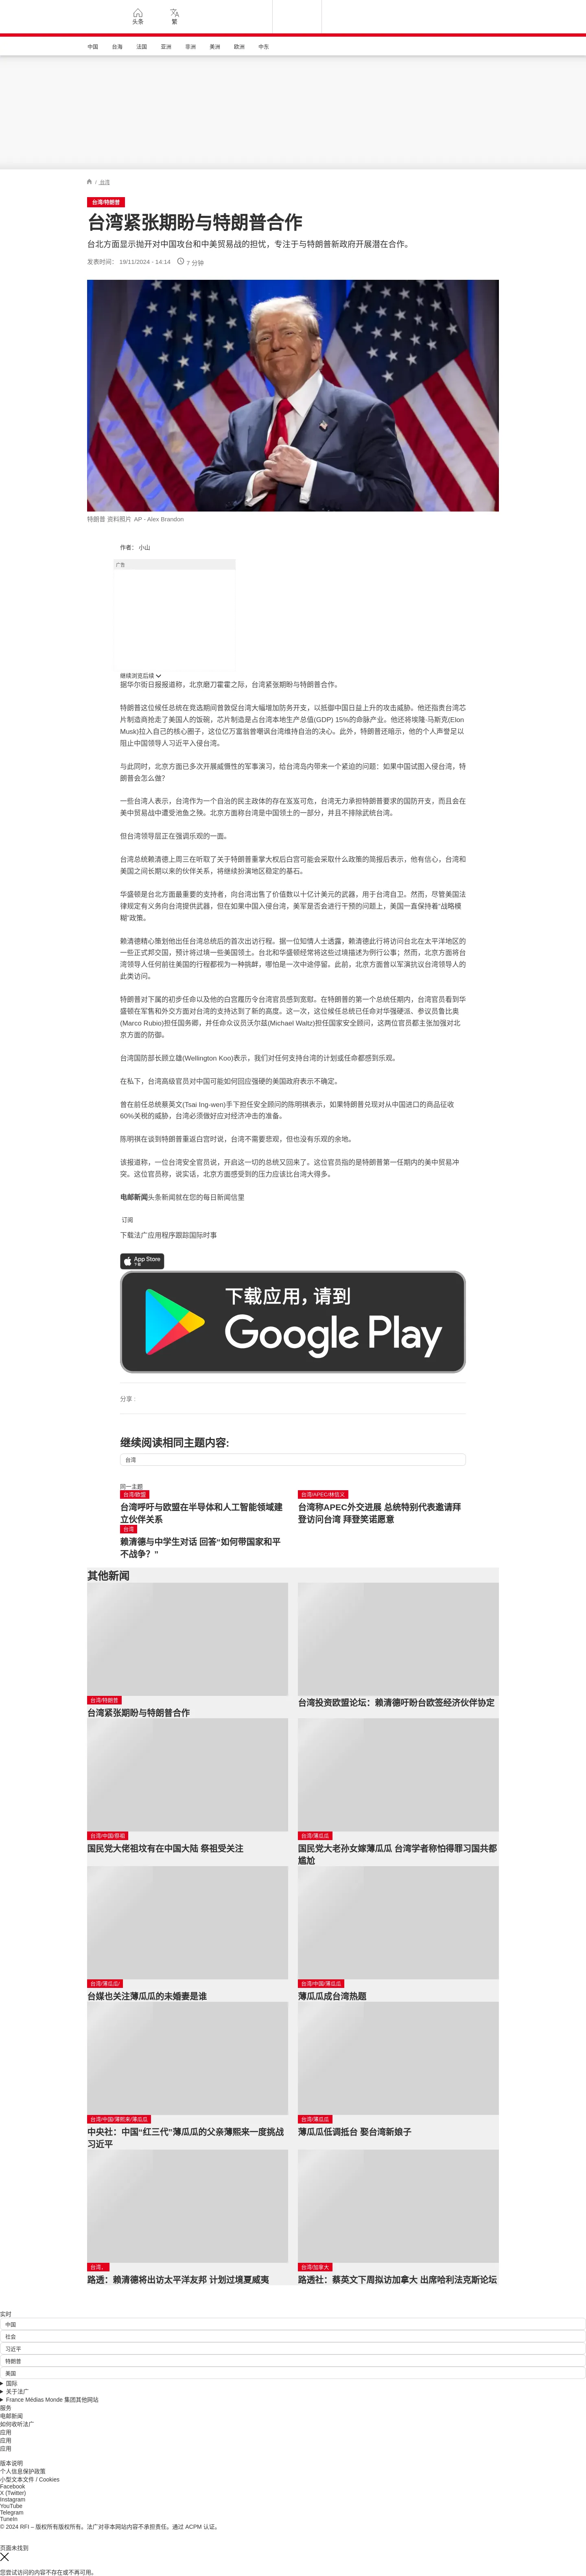 头条
繁
中国 台海 法国 亚洲 非洲 美洲 欧洲 中东
/ 台湾
台湾/特朗普
台湾紧张期盼与特朗普合作
台北方面显示抛开对中国攻台和中美贸易战的担忧，专注于与特朗普新政府开展潜在合作。
发表时间： 19/11/2024 - 14:14 7 分钟
特朗普 资料照片 AP - Alex Brandon
作者： 小山
广告
继续浏览后续
据华尔街日报报道称，北京磨刀霍霍之际，台湾紧张期盼与特朗普合作。
特朗普这位候任总统在竞选期间曾敦促台湾大幅增加防务开支，以抵御中国日益上升的攻击威胁。他还指责台湾芯
片制造商抢走了美国人的饭碗，芯片制造是占台湾本地生产总值(GDP) 15%的命脉产业。他还将埃隆·马斯克(Elon
Musk)拉入自己的核心圈子，这位亿万富翁曾嘲讽台湾维持自治的决心。此外，特朗普还暗示，他的个人声誉足以
阻止中国领导人习近平入侵台湾。
与此同时，北京方面已多次开展威慑性的军事演习，给台湾岛内带来一个紧迫的问题：如果中国试图入侵台湾，特
朗普会怎么做？
一些台湾人表示，台湾作为一个自治的民主政体的存在岌岌可危，台湾无力承担特朗普要求的国防开支，而且会在
美中贸易战中遭受池鱼之殃。北京方面称台湾是中国领土的一部分，并且不排除武统台湾。
但台湾领导层正在强调乐观的一面。
台湾总统赖清德上周三在听取了关于特朗普重掌大权后白宫可能会采取什么政策的简报后表示，他有信心，台湾和
美国之间长期以来的伙伴关系，将继续扮演地区稳定的基石。
华盛顿是台北方面最重要的支持者，向台湾出售了价值数以十亿计美元的武器，用于台湾自卫。然而，尽管美国法
律规定有义务向台湾提供武器，但在如果中国入侵台湾，美军是否会进行干预的问题上，美国一直保持着“战略模
糊”政策。
赖清德精心策划他出任台湾总统后的首次出访行程。据一位知情人士透露，赖清德此行将访问台北在太平洋地区的
一些正式邦交国，预计将过境一些美国领土。台北和华盛顿经常将这些过境描述为例行公事；然而，北京方面将台
湾领导人任何前往美国的行程都视为一种挑衅，哪怕是一次中途停留。此前，北京方面曾以军演抗议台湾领导人的
此类访问。
特朗普对下属的初步任命以及他的白宫履历令台湾官员感到宽慰。在特朗普的第一个总统任期内，台湾官员看到华
盛顿在军售和外交方面对台湾的支持达到了新的高度。这一次，这位候任总统已任命对华强硬派、参议员鲁比奥
(Marco Rubio)担任国务卿，并任命众议员沃尔兹(Michael Waltz)担任国家安全顾问，这两位官员都主张加强对北
京方面的防御。
台湾国防部长顾立雄(Wellington Koo)表示，我们对任何支持台湾的计划或任命都感到乐观。
在私下，台湾高级官员对中国可能如何回应强硬的美国政府表示不确定。
曾在前任总统蔡英文(Tsai Ing-wen)手下担任安全顾问的陈明祺表示，如果特朗普兑现对从中国进口的商品征收
60%关税的威胁，台湾必须做好应对经济冲击的准备。
陈明祺在谈到特朗普重返白宫时说，台湾不需要悲观，但也没有乐观的余地。
该报道称，一位台湾安全官员说，开启这一切的总统又回来了。这位官员指的是特朗普第一任期内的美中贸易冲
突。这位官员称，说实话，北京方面感受到的压力应该比台湾大得多。
电邮新闻头条新闻就在您的每日新闻信里
订阅
下载法广应用程序跟踪国际时事
App Store
下载
下载应用，请到
Google Play
分享 :
继续阅读相同主题内容:
台湾
同一主题
台湾/欧盟
台湾呼吁与欧盟在半导体和人工智能领域建
立伙伴关系
台湾/APEC/林信义
台湾称APEC外交进展 总统特别代表邀请拜
登访问台湾 拜登笑诺愿意
台湾
赖清德与中学生对话 回答“如何带国家和平
不战争？”
其他新闻
台湾/特朗普
台湾紧张期盼与特朗普合作
台湾投资欧盟论坛：赖清德吁盼台欧签经济伙伴协定
台湾/中国/祭祖
国民党大佬祖坟有在中国大陆 祭祖受关注
台湾/薄瓜瓜
国民党大老孙女嫁薄瓜瓜 台湾学者称怕得罪习国共都
尴尬
台湾/薄瓜瓜/
台媒也关注薄瓜瓜的未婚妻是谁
台湾/中国/薄瓜瓜
薄瓜瓜成台湾热题
台湾/中国/薄熙来/薄瓜瓜
中央社：中国“红三代”薄瓜瓜的父亲薄熙来一度挑战
习近平
台湾/薄瓜瓜
薄瓜瓜低调抵台 娶台湾新娘子
台湾。
路透：赖清德将出访太平洋友邦 计划过境夏威夷
台湾/加拿大
路透社：蔡英文下周拟访加拿大 出席哈利法克斯论坛
实时
中国
社会
习近平
特朗普
美国
国际
关于法广
France Médias Monde 集团其他网站
服务
电邮新闻
如何收听法广
应用
应用
应用
版本说明
个人信息保护政策
小型文本文件 / Cookies
Facebook
X (Twitter)
Instagram
YouTube
Telegram
TuneIn
© 2024 RFI – 版权所有版权所有。法广对非本网站内容不承担责任。通过 ACPM 认证。
页面未找到
您尝试访问的内容不存在或不再可用。